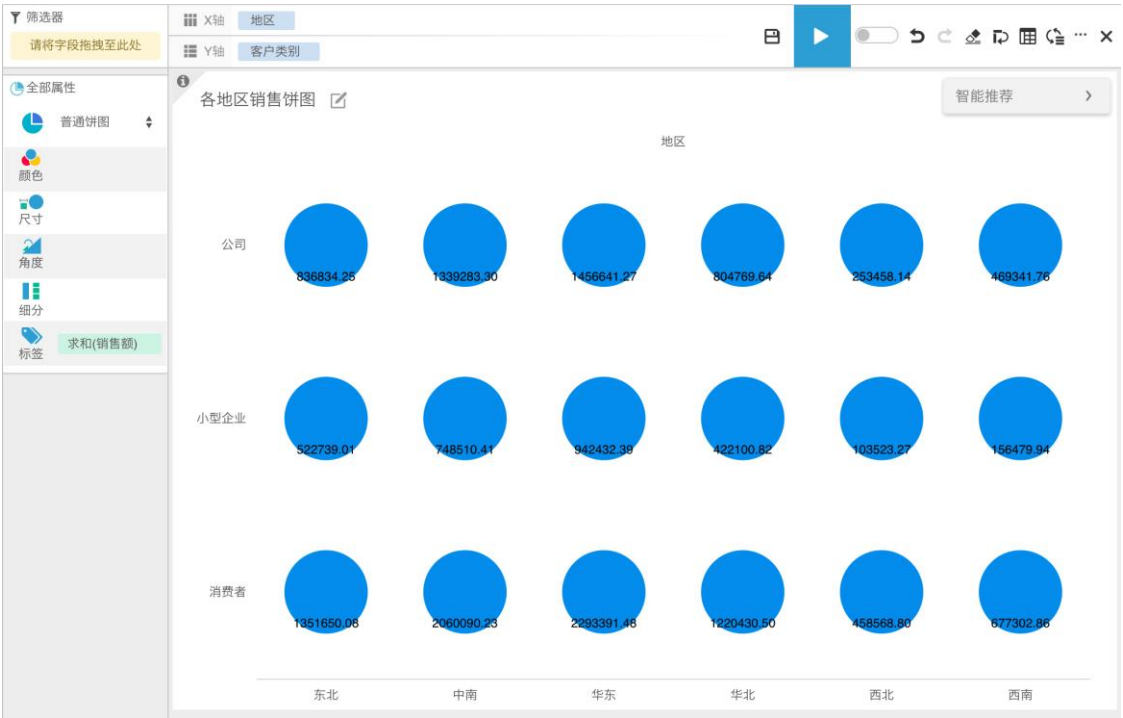 筛选器
请将字段拖拽至此处
X轴 地区
Y轴 客户类别
全部属性
普通饼图
颜色
尺寸
角度
细分
标签 求和(销售额)
各地区销售饼图
智能推荐
地区
公司
836834.25 1339283.30 1456641.27 804769.64 253458.14 469341.76
小型企业
522739.01 748510.41 942432.39 422100.82 103523.27 156479.94
消费者
1351650.08 2060090.23 2293391.48 1220430.50 458568.80 677302.86
东北 中南 华东 华北 西北 西南